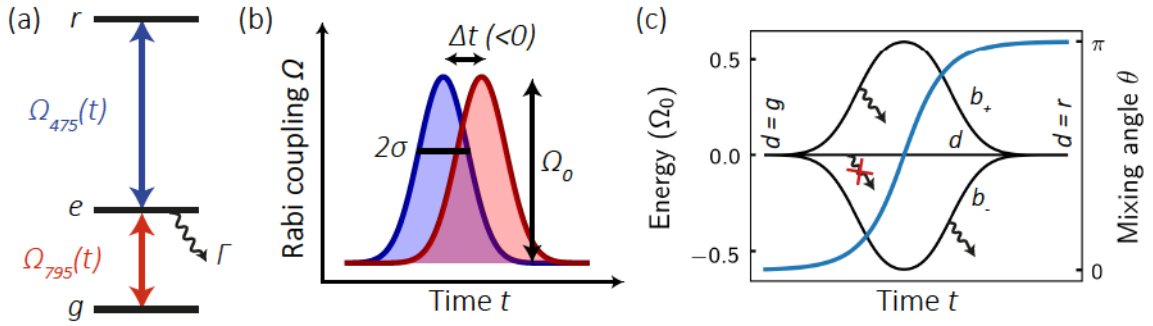 (a)
r
Ω475(t)
e
Γ
Ω795(t)
g
(b)
Rabi coupling Ω
Δt (<0)
2σ
Ω0
Time t
(c)
Energy (Ω0)
0.5
0.0
−0.5
d = g
b+
d
b-
d = r
Time t
π
0
Mixing angle θ